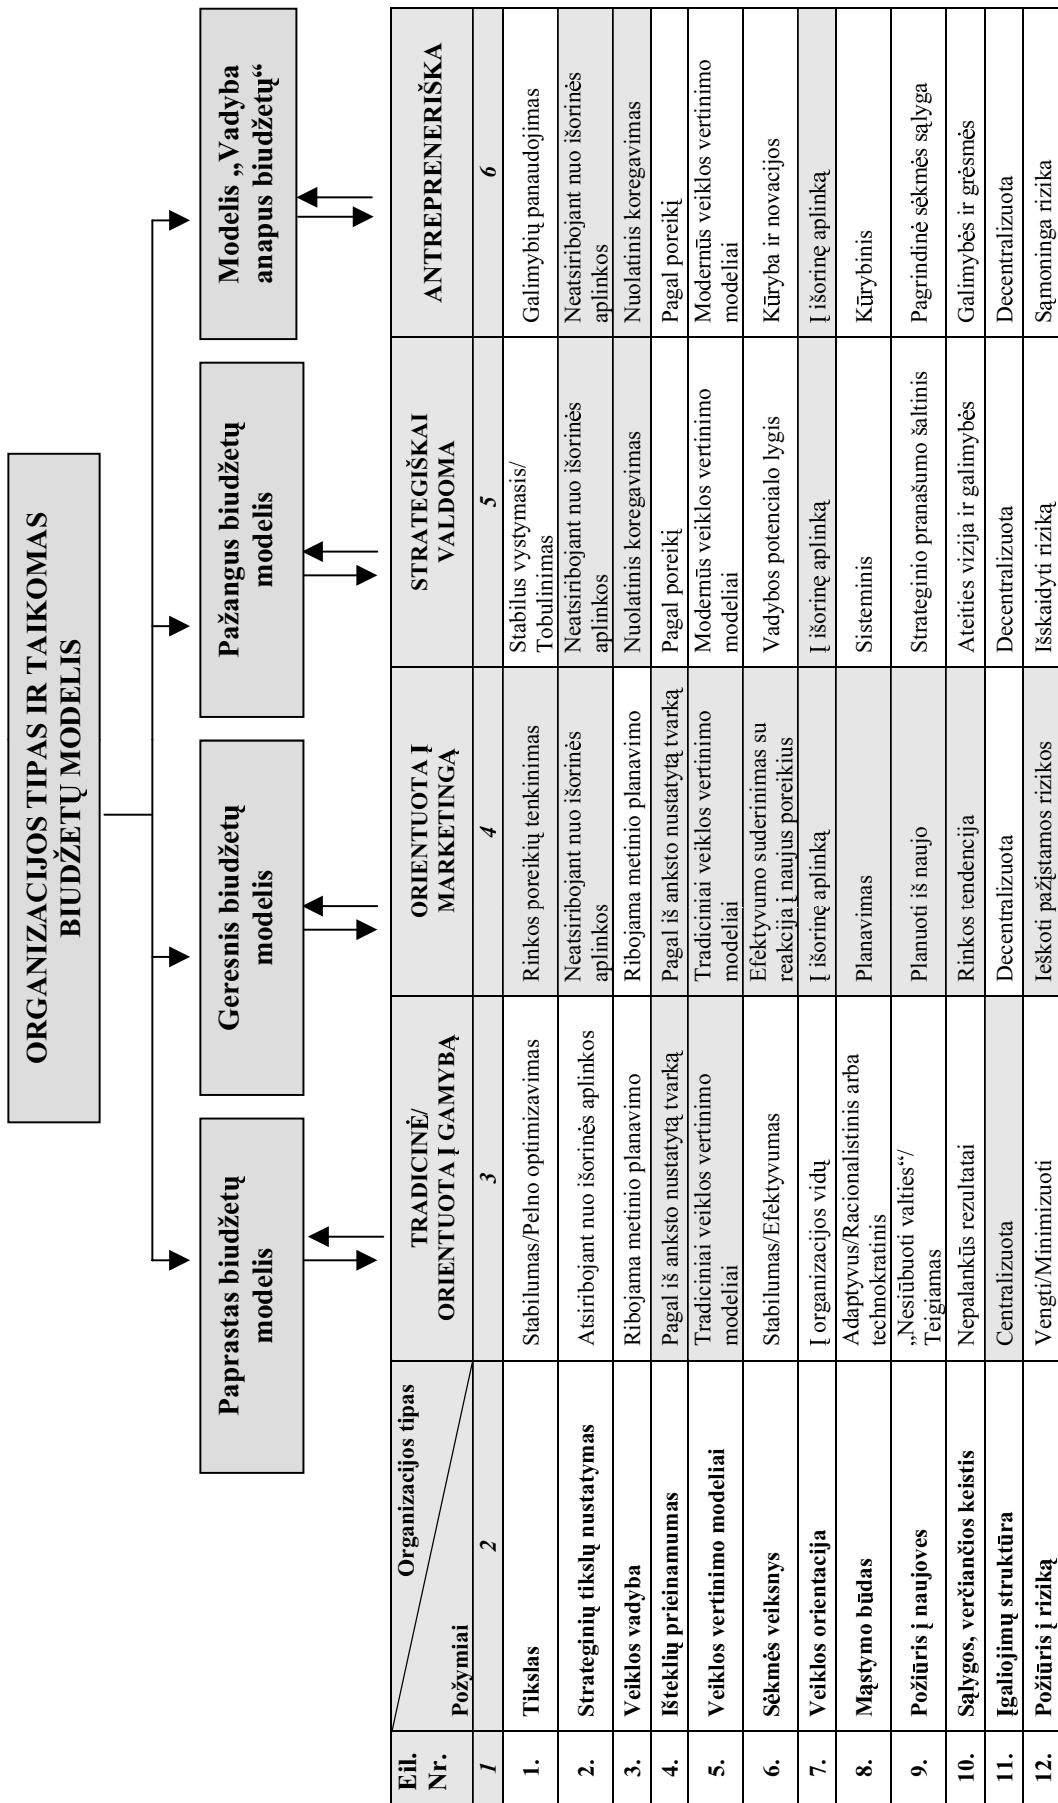 ORGANIZACIJOS TIPAS IR TAIKOMAS
BIUDŽETŲ MODELIS
Paprastas biudžetų
modelis
Geresnis biudžetų
modelis
Pažangus biudžetų
modelis
Modelis „Vadyba
anapus biudžetų“
Eil.
Nr.
Organizacijos tipas
Požymiai
TRADICINĖ/
ORIENTUOTA Į GAMYBĄ
ORIENTUOTA Į
MARKETINGĄ
STRATEGIŠKAI
VALDOMA
ANTREPRENERIŠKA
1
2
3
4
5
6
1.
Tikslas
Stabilumas/Pelno optimizavimas
Rinkos poreikių tenkinimas
Stabilus vystymasis/
Tobulinimas
Galimybių panaudojimas
2.
Strateginių tikslų nustatymas
Atsiribojant nuo išorinės aplinkos
Neatsiribojant nuo išorinės
aplinkos
Neatsiribojant nuo išorinės
aplinkos
Neatsiribojant nuo išorinės
aplinkos
3.
Veiklos vadyba
Ribojama metinio planavimo
Ribojama metinio planavimo
Nuolatinis koregavimas
Nuolatinis koregavimas
4.
Išteklių prieinamumas
Pagal iš anksto nustatytą tvarką
Pagal iš anksto nustatytą tvarką
Pagal poreikį
Pagal poreikį
5.
Veiklos vertinimo modeliai
Tradiciniai veiklos vertinimo
modeliai
Tradiciniai veiklos vertinimo
modeliai
Modernūs veiklos vertinimo
modeliai
Modernūs veiklos vertinimo
modeliai
6.
Sėkmės veiksnys
Stabilumas/Efektyvumas
Efektyvumo suderinimas su
reakcija į naujus poreikius
Vadybos potencialo lygis
Kūryba ir novacijos
7.
Veiklos orientacija
Į organizacijos vidų
Į išorinę aplinką
Į išorinę aplinką
Į išorinę aplinką
8.
Mąstymo būdas
Adaptyvus/Racionalistinis arba
technokratinis
Planavimas
Sisteminis
Kūrybinis
9.
Požiūris į naujoves
„Nesiūbuoti valties“/
Teigiamas
Planuoti iš naujo
Strateginio pranašumo šaltinis
Pagrindinė sėkmės sąlyga
10.
Sąlygos, verčiančios keistis
Nepalankūs rezultatai
Rinkos tendencija
Ateities vizija ir galimybės
Galimybės ir grėsmės
11.
Įgaliojimų struktūra
Centralizuota
Decentralizuota
Decentralizuota
Decentralizuota
12.
Požiūris į riziką
Vengti/Minimizuoti
Ieškoti pažįstamos rizikos
Išskaidyti riziką
Sąmoninga rizika